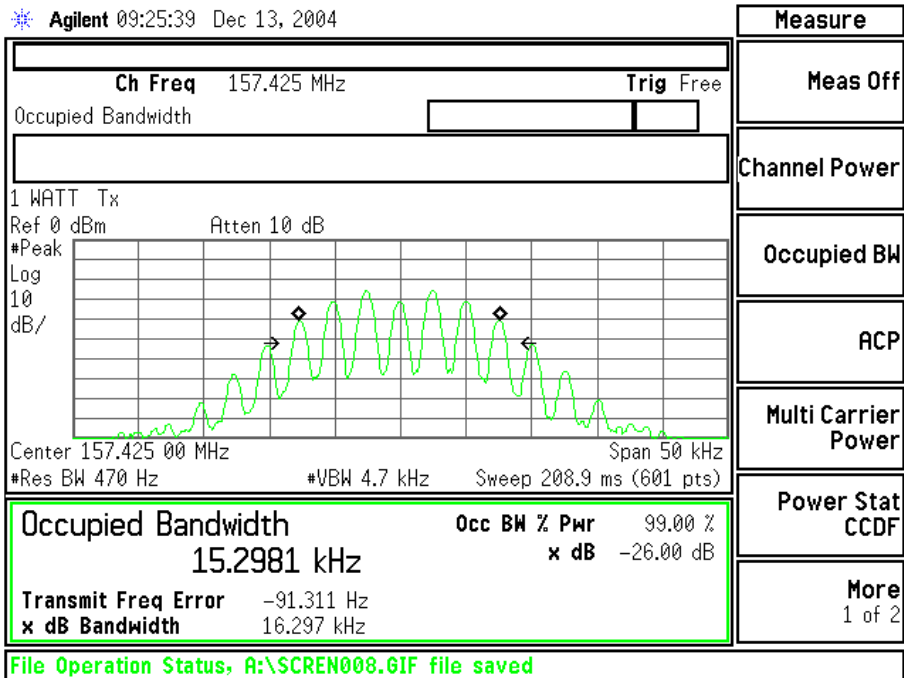 Agilent 09:25:39 Dec 13, 2004
Measure
Ch Freq 157.425 MHz Trig Free
Occupied Bandwidth
1 WATT Tx
Ref 0 dBm Atten 10 dB
#Peak
Log
10
dB/
Center 157.425 00 MHz Span 50 kHz
#Res BW 470 Hz #VBW 4.7 kHz Sweep 208.9 ms (601 pts)
Occupied Bandwidth Occ BW % Pwr 99.00 %
15.2981 kHz x dB -26.00 dB
Transmit Freq Error -91.311 Hz
x dB Bandwidth 16.297 kHz
File Operation Status, A:\SCREN008.GIF file saved
Meas Off
Channel Power
Occupied BW
ACP
Multi Carrier
Power
Power Stat
CCDF
More
1 of 2